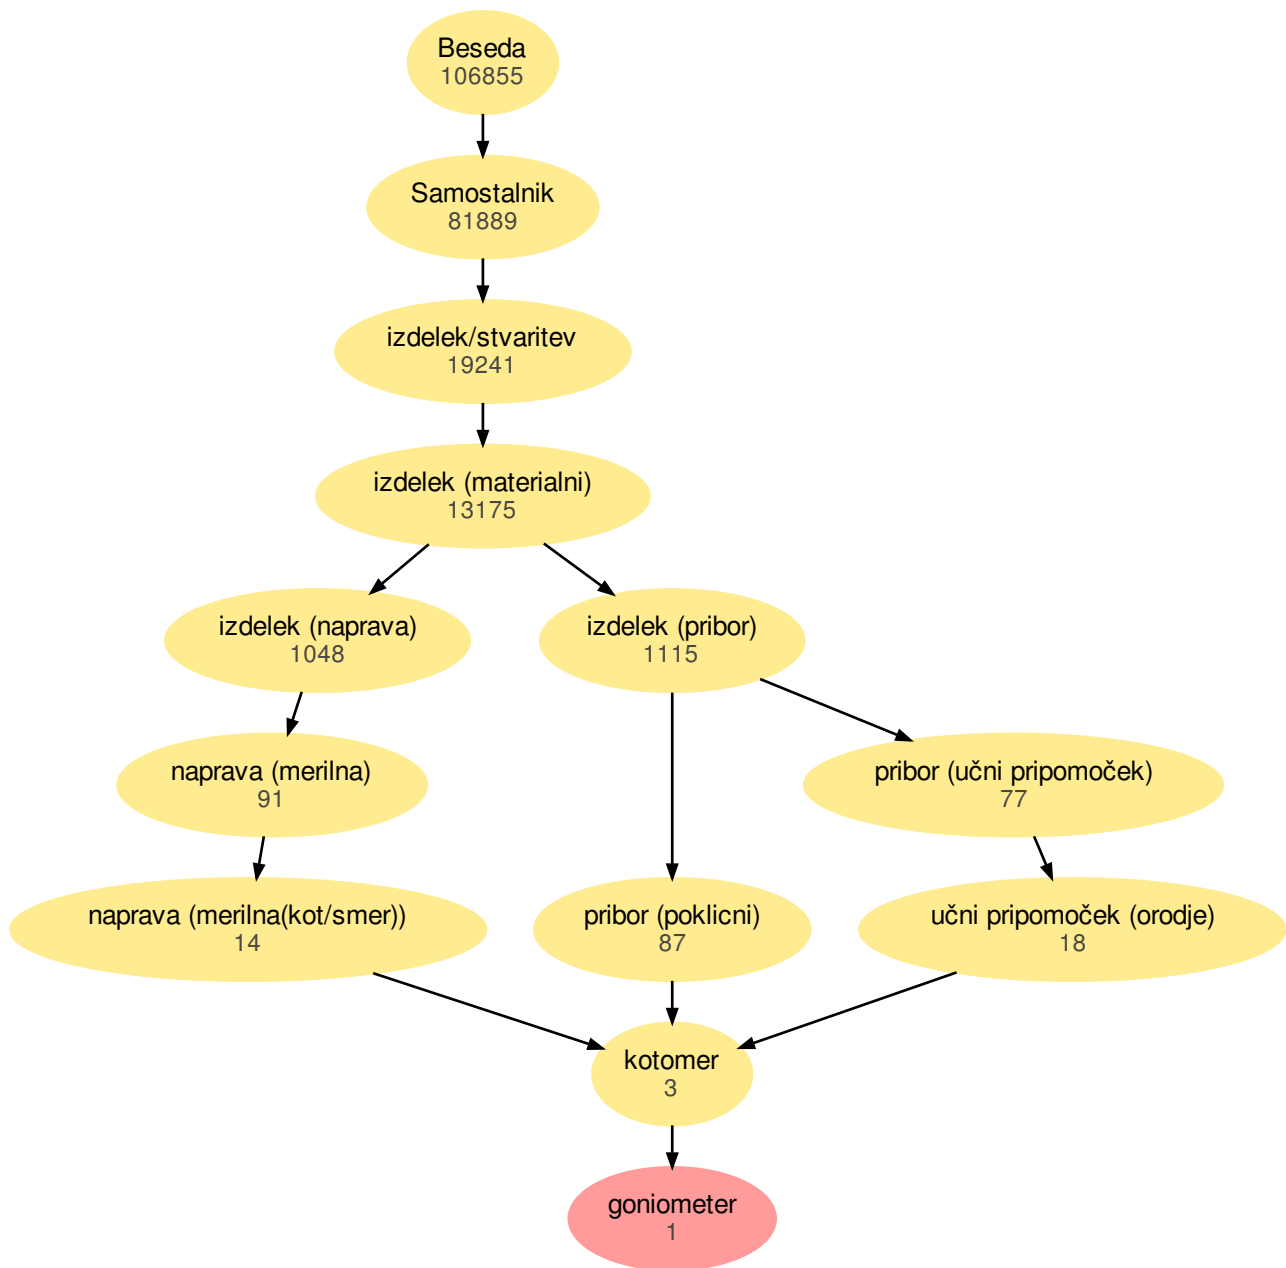 Beseda
106855
Samostalnik
81889
izdelek/stvaritev
19241
izdelek (materialni)
13175
izdelek (naprava)
1048
izdelek (pribor)
1115
naprava (merilna)
91
pribor (učni pripomoček)
77
naprava (merilna(kot/smer))
14
pribor (poklicni)
87
učni pripomoček (orodje)
18
kotomer
3
goniometer
1